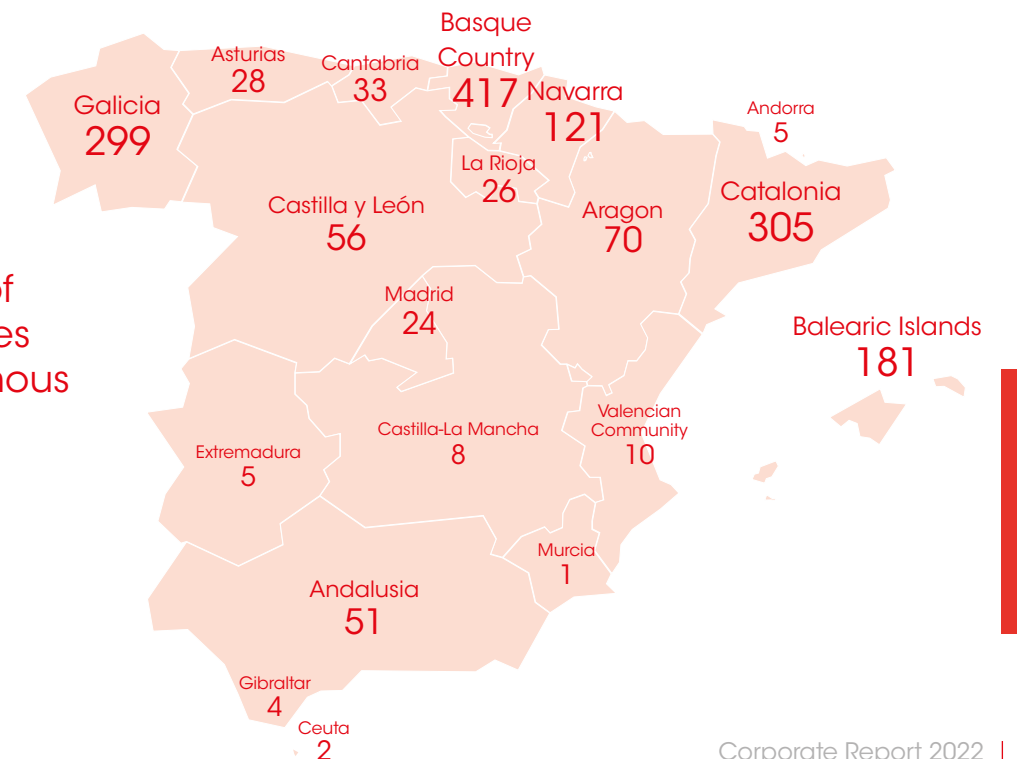 Basque
Country
417
Asturias
28
Cantabria
33
Navarra
121
Galicia
299
Andorra
5
La Rioja
26
Catalonia
305
Castilla y León
56
Aragon
70
of
Madrid
24
Balearic Islands
181
Valencian
Community
10
Castilla-La Mancha
8
Extremadura
5
Murcia
1
Andalusia
51
Gibraltar
4
Ceuta
2
Corporate Report 2022 |